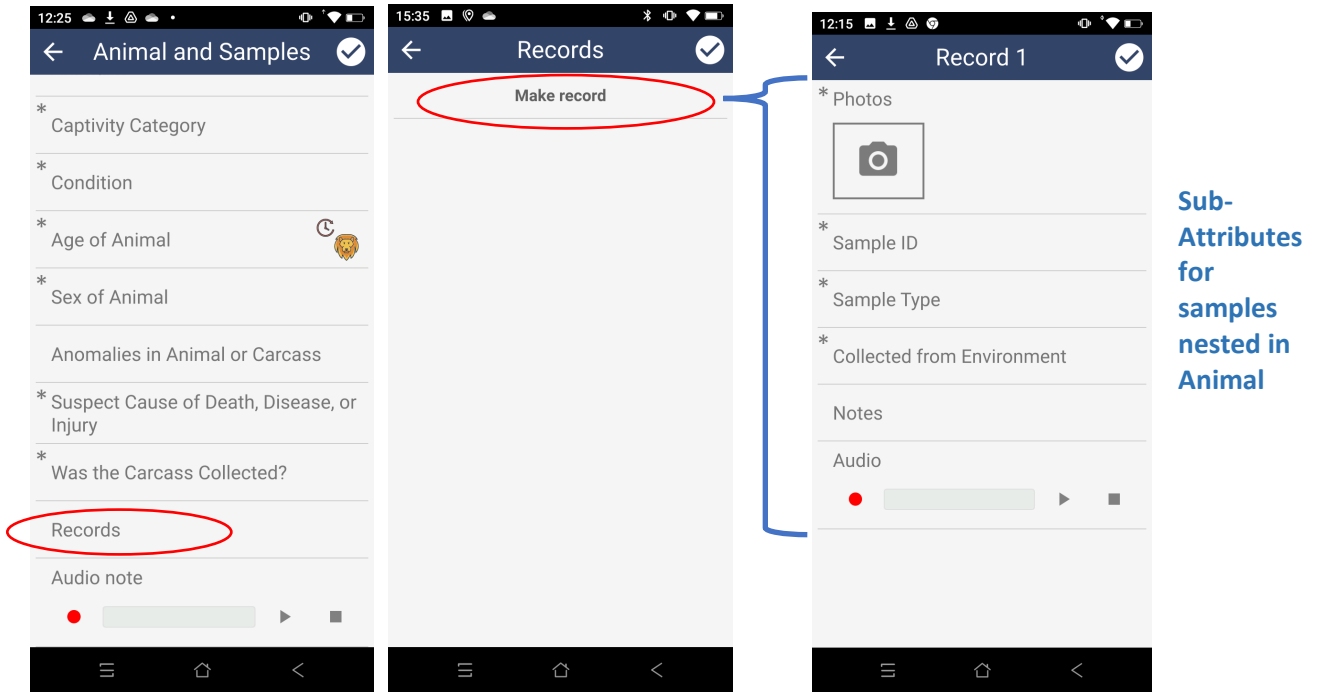 12:25
Animal and Samples
*
Captivity Category
*
Condition
*
Age of Animal
*
Sex of Animal
Anomalies in Animal or Carcass
* Suspect Cause of Death, Disease, or
Injury
*
Was the Carcass Collected?
Records
Audio note
15:35
Records
Make record
12:15
Record 1
* Photos
*
Sample ID
*
Sample Type
*
Collected from Environment
Notes
Audio
Sub-
Attributes
for
samples
nested in
Animal